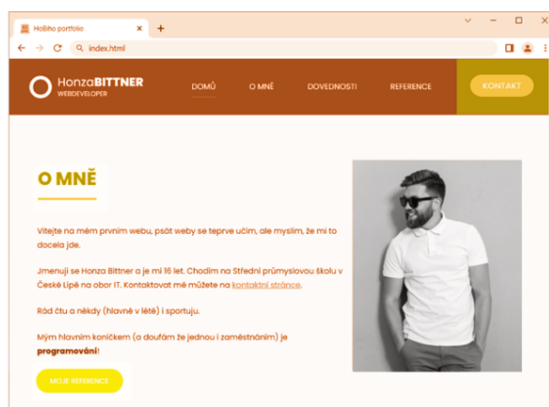 Hollího portfolio
index.html
HonzaBITTNER
WEBDEVELOPER
DOMŮ
O MNĚ
DOVEDNOSTI
REFERENCE
KONTAKT
O MNĚ
Vítejte na mém prvním webu, psát weby se teprve učím, ale myslím, že mi to
docela jde.
Jmenuji se Honza Bittner a je mi 16 let. Chodím na Střední průmyslovou školu v
České Lípě na obor IT. Kontaktovat mě můžete na kontaktní stránce.
Rád čtu a někdy (hlavně v létě) i sportuju.
Mým hlavním koníčkem (a doufám že jednou i zaměstnáním) je
programování!
MOJE REFERENCE